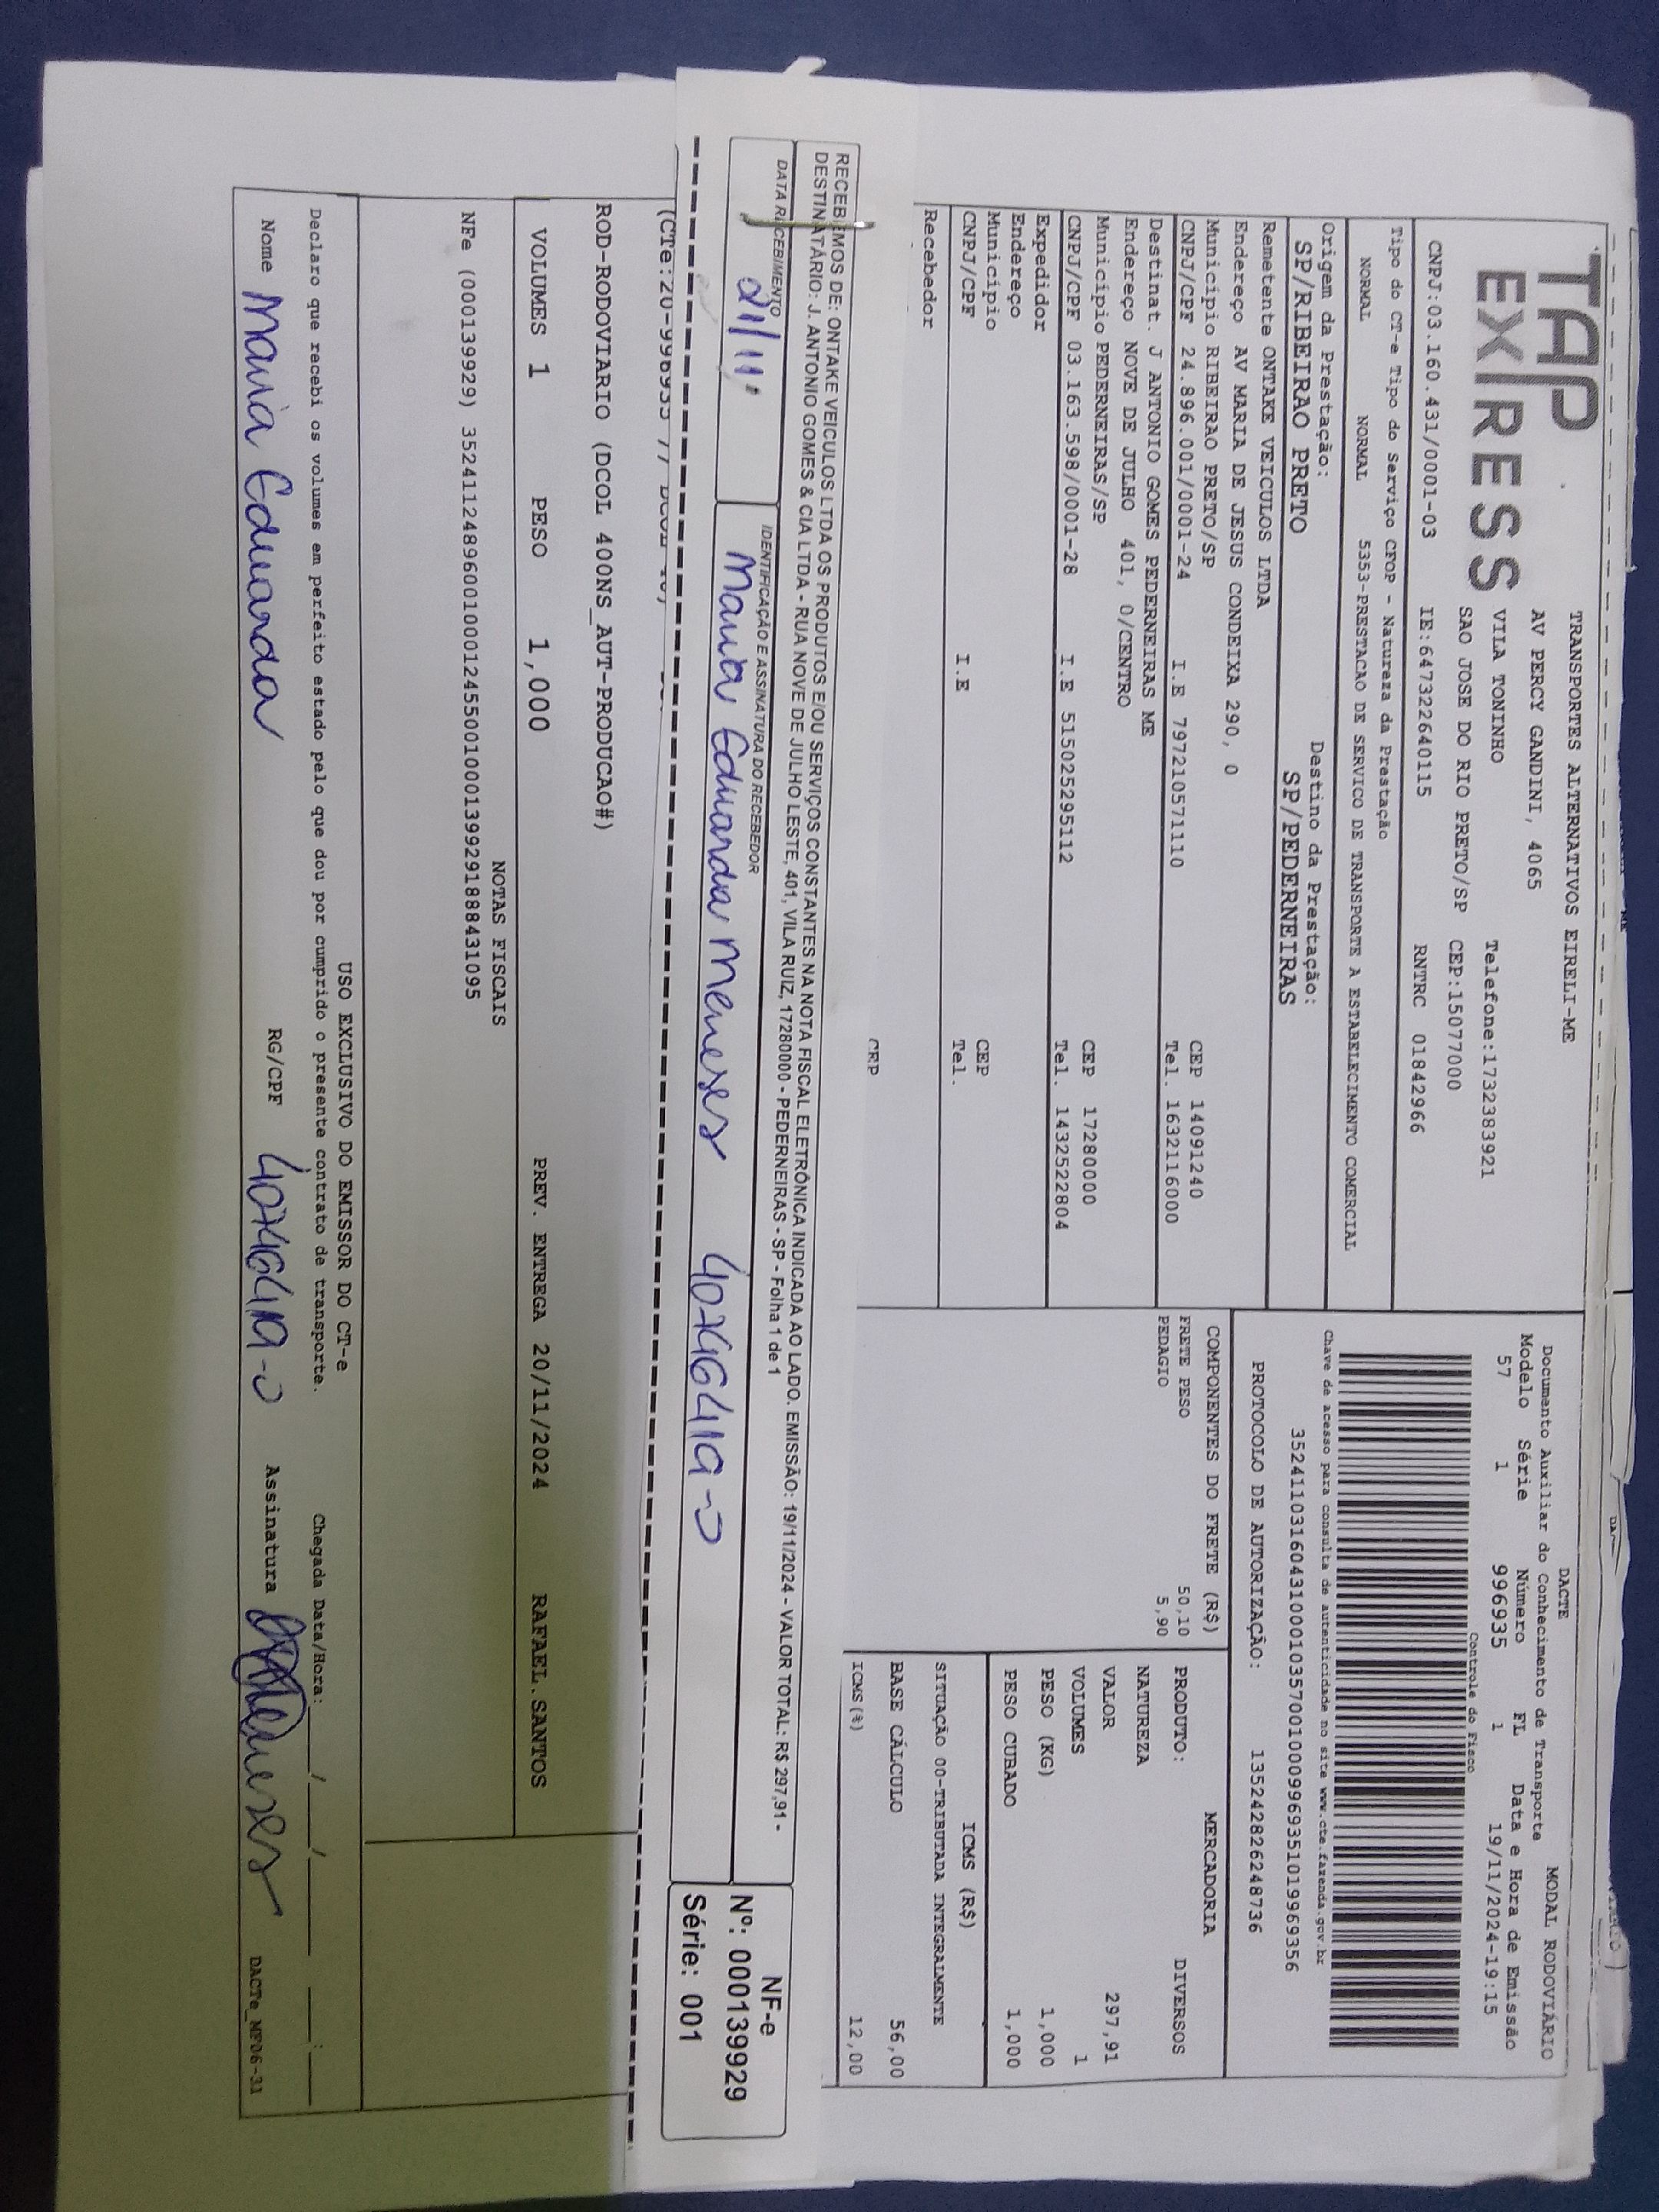 TAP
EXPRESS
TRANSPORTES ALTERNATIVOS EIRELI-ME
AV PERCY GANDINI, 4065
VILA TONINHO Telefone:1732383921
SAO JOSE DO RIO PRETO/SP CEP:15077000
CNPJ:03.160.431/0001-03 IE:647322640115 RNTRC 01842966
Tipo do CT-e Tipo do Serviço CFOP - Natureza da Prestação
NORMAL NORMAL 5353-PRESTACAO DE SERVICO DE TRANSPORTE A ESTABELECIMENTO COMERCIAL
Origem da Prestação: Destino da Prestação:
SP/RIBEIRAO PRETO SP/PEDERNEIRAS
Remetente ONTAKE VEICULOS LTDA
Endereço AV MARIA DE JESUS CONDEIXA 290, 0
Município RIBEIRAO PRETO/SP CEP 14091240
CNPJ/CPF 24.896.001/0001-24 I.E 797210571110 Tel. 1632116000
Destinat. J ANTONIO GOMES PEDERNEIRAS ME
Endereço NOVE DE JULHO 401, 0/CENTRO
Município PEDERNEIRAS/SP CEP 17280000
CNPJ/CPF 03.163.598/0001-28 I.E 515025295112 Tel. 1432522804
Expedidor
Endereço
Município CEP
CNPJ/CPF I.E Tel.
Recebedor
CEP
DACTE MODAL RODOVIÁRIO
Documento Auxiliar do Conhecimento de Transporte
Modelo Série Número FL Data e Hora de Emissão
57 1 996935 1 19/11/2024-19:15
Controle do Fisco
Chave de acesso para consulta de autenticidade no site www.cte.fazenda.gov.br
35241103160431000103570010009969351019969356
PROTOCOLO DE AUTORIZAÇÃO: 135242826248736
COMPONENTES DO FRETE (R$)
FRETE PESO 50,10
PEDAGIO 5,90
MERCADORIA
PRODUTO: DIVERSOS
NATUREZA
VALOR 297,91
VOLUMES 1
PESO (KG) 1,000
PESO CUBADO 1,000
ICMS (R$)
SITUAÇÃO 00-TRIBUTADA INTEGRALMENTE
BASE CÁLCULO 56,00
ICMS (%) 12,00
RECEBEMOS DE: ONTAKE VEICULOS LTDA OS PRODUTOS E/OU SERVIÇOS CONSTANTES NA NOTA FISCAL ELETRÔNICA INDICADA AO LADO. EMISSÃO: 19/11/2024 - VALOR TOTAL: R$ 297,91 -
DESTINATÁRIO: J. ANTONIO GOMES & CIA LTDA - RUA NOVE DE JULHO LESTE, 401, VILA RUIZ, 17280000 - PEDERNEIRAS - SP - Folha 1 de 1
DATA RECEBIMENTO IDENTIFICAÇÃO E ASSINATURA DO RECEBEDOR
21/11 Maria Eduarda Meneses 40746419-0
NF-e
Nº: 000139929
Série: 001
(CTe:20-996935
ROD-RODOVIARIO (DCOL 400NS_AUT-PRODUCAO#)
VOLUMES 1 PESO 1,000 PREV. ENTREGA 20/11/2024 RAFAEL.SANTOS
NOTAS FISCAIS
NFe (000139929) 35241124896001000124550010001399291888431095
USO EXCLUSIVO DO EMISSOR DO CT-e
Declaro que recebi os volumes em perfeito estado pelo que dou por cumprido o presente contrato de transporte. Chegada Data/Hora: ___/___/______ ___:___
Nome Maria Eduarda RG/CPF 40746419-0 Assinatura Meneses
DACTe_NF06-31